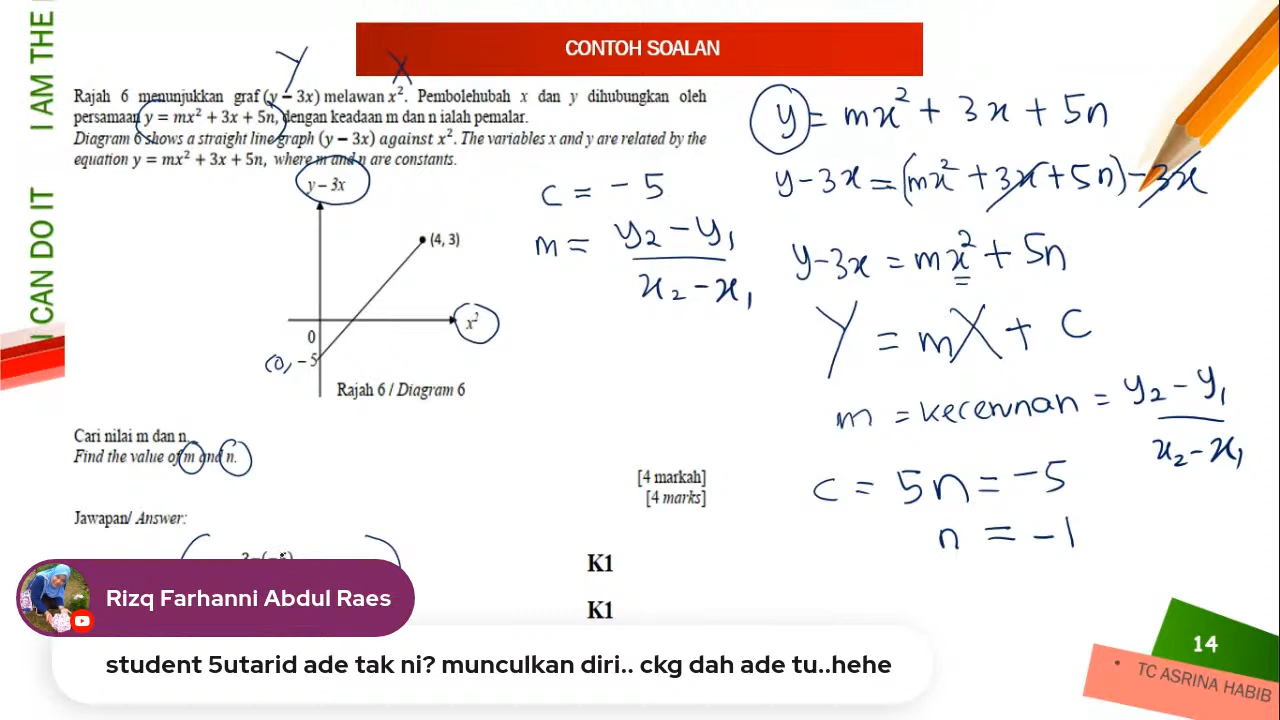 I CAN DO IT I AM THE
CONTOH SOALAN
Y X
Rajah 6 menunjukkan graf (y – 3x) melawan x². Pembolehubah x dan y dihubungkan oleh
persamaan y = mx² + 3x + 5n, dengan keadaan m dan n ialah pemalar.
Diagram 6 shows a straight line graph (y – 3x) against x². The variables x and y are related by the
equation y = mx² + 3x + 5n, where m and n are constants.
y – 3x
(4, 3)
x²
0
(0, –5
Rajah 6 / Diagram 6
c = -5
m = y₂ - y₁
x₂ - x₁
y = mx² + 3x + 5n
y-3x = (mx² + 3x + 5n) - 3x
y-3x = mx² + 5n
Y = mX + C
m = kecerunan = y₂ - y₁
x₂ - x₁
c = 5n = -5
n = -1
Cari nilai m dan n.
Find the value of m and n.
[4 markah]
[4 marks]
Jawapan/ Answer:
K1
K1
Rizq Farhanni Abdul Raes
student 5utarid ade tak ni? munculkan diri.. ckg dah ade tu..hehe
14
• TC ASRINA HABIB